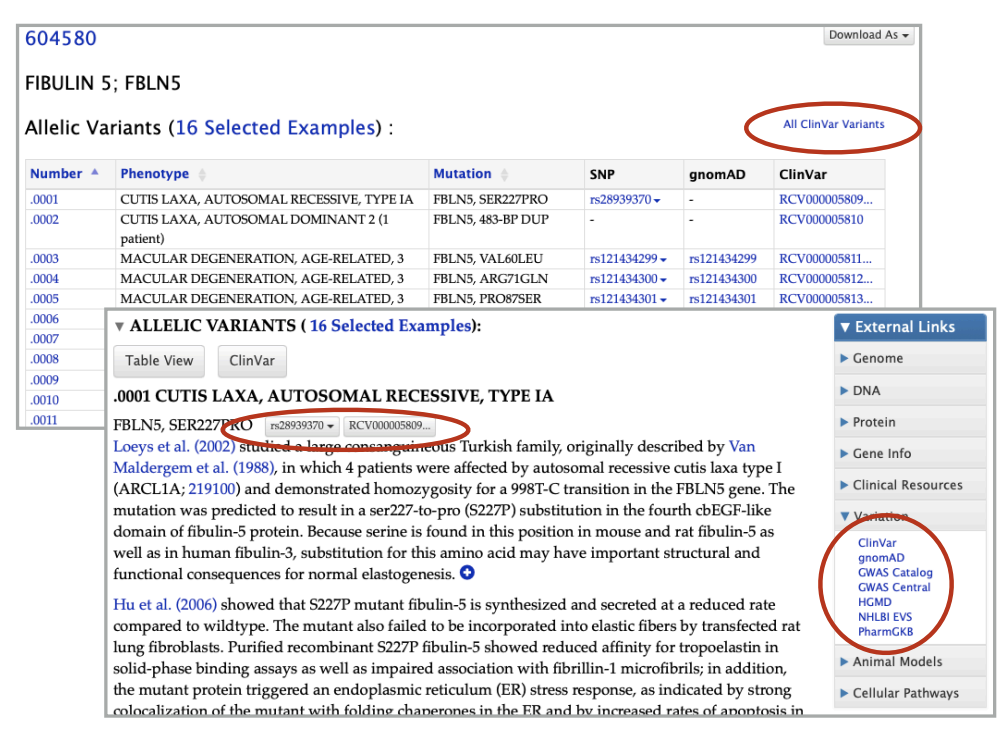 604580
Download As
FIBULIN 5; FBLN5
Allelic Variants (16 Selected Examples) :
All ClinVar Variants
Number Phenotype Mutation SNP gnomAD ClinVar
.0001 CUTIS LAXA, AUTOSOMAL RECESSIVE, TYPE IA FBLN5, SER227PRO rs28939370 - RCV000005809...
.0002 CUTIS LAXA, AUTOSOMAL DOMINANT 2 (1 FBLN5, 483-BP DUP - - RCV000005810
patient)
.0003 MACULAR DEGENERATION, AGE-RELATED, 3 FBLN5, VAL60LEU rs121434299 rs121434299 RCV000005811...
.0004 MACULAR DEGENERATION, AGE-RELATED, 3 FBLN5, ARG71GLN rs121434300 rs121434300 RCV000005812...
.0005 MACULAR DEGENERATION, AGE-RELATED, 3 FBLN5, PRO87SER rs121434301 rs121434301 RCV000005813...
.0006
.0007
.0008
.0009
.0010
.0011
ALLELIC VARIANTS ( 16 Selected Examples):
Table View ClinVar
.0001 CUTIS LAXA, AUTOSOMAL RECESSIVE, TYPE IA
FBLN5, SER227PRO rs28939370 RCV000005809...
Loeys et al. (2002) studied a large consanguineous Turkish family, originally described by Van
Maldergem et al. (1988), in which 4 patients were affected by autosomal recessive cutis laxa type I
(ARCL1A; 219100) and demonstrated homozygosity for a 998T-C transition in the FBLN5 gene. The
mutation was predicted to result in a ser227-to-pro (S227P) substitution in the fourth cbEGF-like
domain of fibulin-5 protein. Because serine is found in this position in mouse and rat fibulin-5 as
well as in human fibulin-3, substitution for this amino acid may have important structural and
functional consequences for normal elastogenesis.
Hu et al. (2006) showed that S227P mutant fibulin-5 is synthesized and secreted at a reduced rate
compared to wildtype. The mutant also failed to be incorporated into elastic fibers by transfected rat
lung fibroblasts. Purified recombinant S227P fibulin-5 showed reduced affinity for tropoelastin in
solid-phase binding assays as well as impaired association with fibrillin-1 microfibrils; in addition,
the mutant protein triggered an endoplasmic reticulum (ER) stress response, as indicated by strong
colocalization of the mutant with folding chaperones in the ER and by increased rates of apoptosis in
External Links
Genome
DNA
Protein
Gene Info
Clinical Resources
Variation
ClinVar
gnomAD
GWAS Catalog
GWAS Central
HGMD
NHLBI EVS
PharmGKB
Animal Models
Cellular Pathways